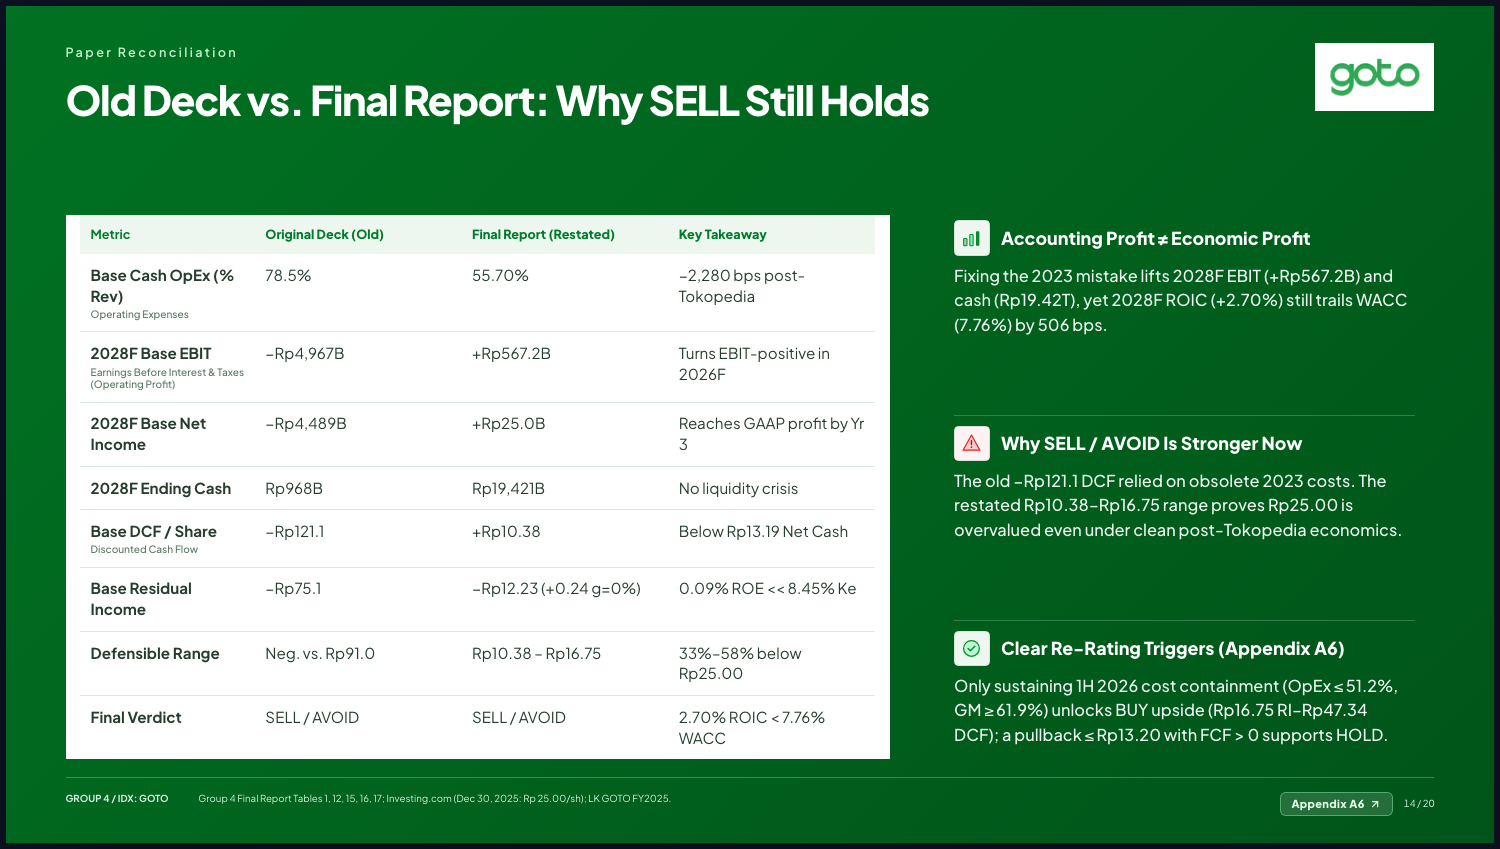 Paper Reconciliation
goto
Old Deck vs. Final Report: Why SELL Still Holds
Metric Original Deck (Old) Final Report (Restated) Key Takeaway
Base Cash OpEx (% 78.5% 55.70% −2,280 bps post-
Rev) Tokopedia
Operating Expenses
2028F Base EBIT −Rp4,967B +Rp567.2B Turns EBIT-positive in
Earnings Before Interest & Taxes 2026F
(Operating Profit)
2028F Base Net −Rp4,489B +Rp25.0B Reaches GAAP profit by Yr
Income 3
2028F Ending Cash Rp968B Rp19,421B No liquidity crisis
Base DCF / Share −Rp121.1 +Rp10.38 Below Rp13.19 Net Cash
Discounted Cash Flow
Base Residual −Rp75.1 −Rp12.23 (+0.24 g=0%) 0.09% ROE << 8.45% Ke
Income
Defensible Range Neg. vs. Rp91.0 Rp10.38 – Rp16.75 33%–58% below
Rp25.00
Final Verdict SELL / AVOID SELL / AVOID 2.70% ROIC < 7.76%
WACC
Accounting Profit ≠ Economic Profit
Fixing the 2023 mistake lifts 2028F EBIT (+Rp567.2B) and
cash (Rp19.42T), yet 2028F ROIC (+2.70%) still trails WACC
(7.76%) by 506 bps.
Why SELL / AVOID Is Stronger Now
The old −Rp121.1 DCF relied on obsolete 2023 costs. The
restated Rp10.38–Rp16.75 range proves Rp25.00 is
overvalued even under clean post-Tokopedia economics.
Clear Re-Rating Triggers (Appendix A6)
Only sustaining 1H 2026 cost containment (OpEx ≤ 51.2%,
GM ≥ 61.9%) unlocks BUY upside (Rp16.75 RI–Rp47.34
DCF); a pullback ≤ Rp13.20 with FCF > 0 supports HOLD.
GROUP 4 / IDX: GOTO Group 4 Final Report Tables 1, 12, 15, 16, 17; Investing.com (Dec 30, 2025: Rp 25.00/sh); LK GOTO FY2025.
Appendix A6 ↗ 14 / 20